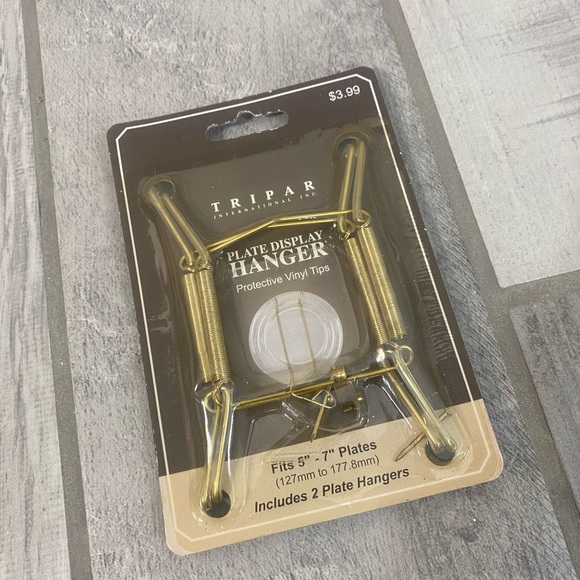 $3.99
TRIPAR
INTERNATIONAL INC
PLATE DISPLAY
HANGER
Protective Vinyl Tips
Fits 5" - 7" Plates
(127mm to 177.8mm)
Includes 2 Plate Hangers